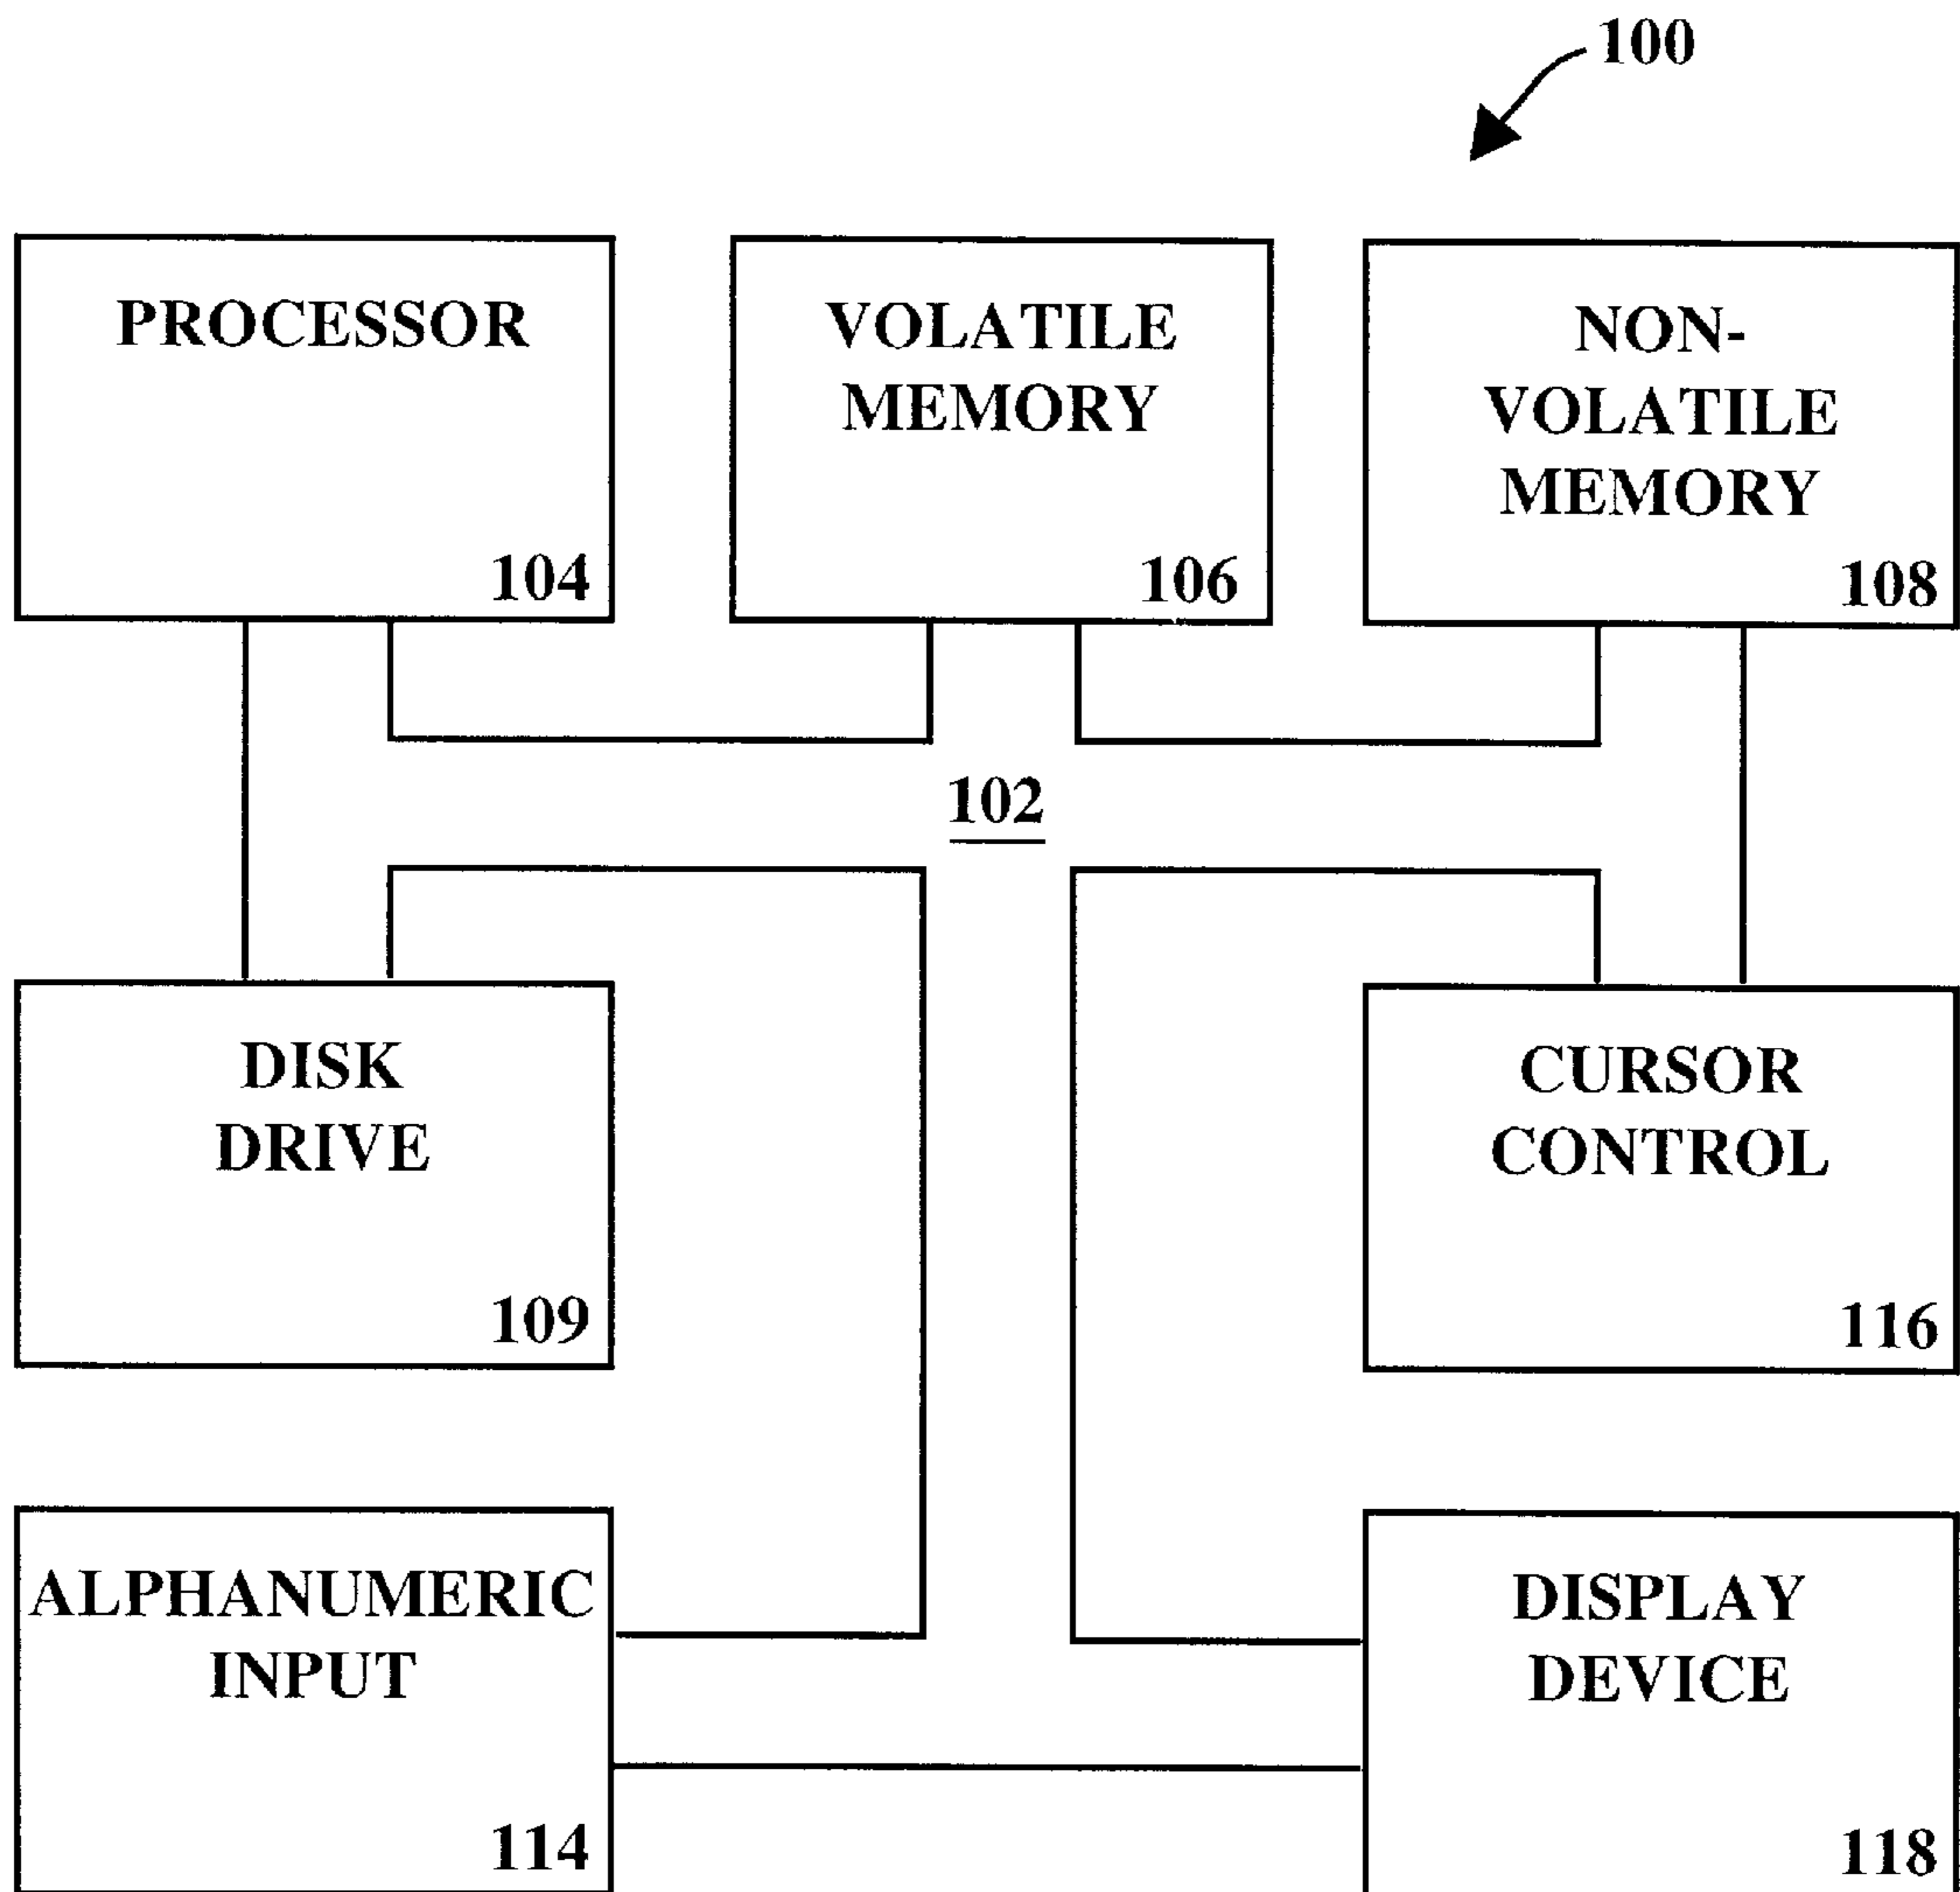 100
PROCESSOR
104
VOLATILE
MEMORY
106
NON-
VOLATILE
MEMORY
108
102
DISK
DRIVE
109
CURSOR
CONTROL
116
ALPHANUMERIC
INPUT
114
DISPLAY
DEVICE
118